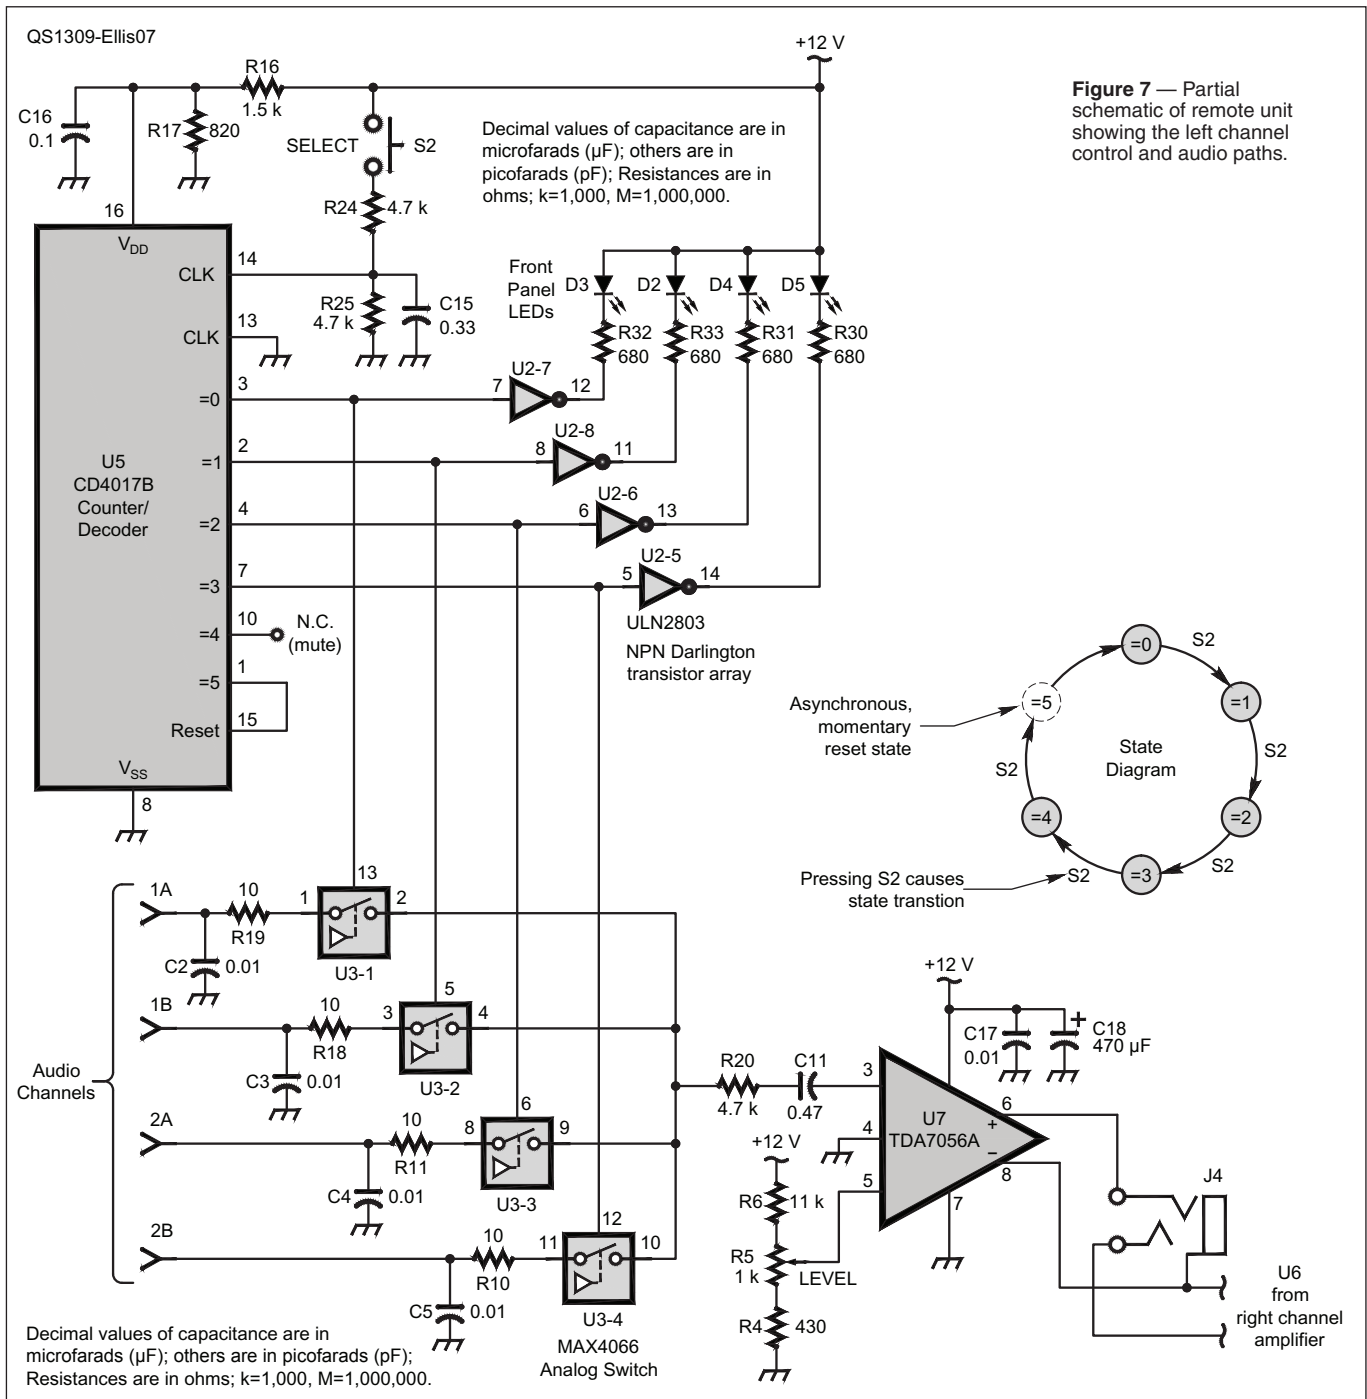 QS1309-Ellis07
+12 V
Figure 7 — Partial
schematic of remote unit
showing the left channel
control and audio paths.
R16
1.5 k
C16
0.1
R17
820
SELECT
S2
Decimal values of capacitance are in
microfarads (µF); others are in
picofarads (pF); Resistances are in
ohms; k=1,000, M=1,000,000.
R24
4.7 k
16
VDD
CLK
14
R25
4.7 k
C15
0.33
CLK
13
Front
Panel
LEDs
D3
D2
D4
D5
R32
680
R33
680
R31
680
R30
680
=0
3
7
U2-7
12
=1
2
8
U2-8
11
U5
CD4017B
Counter/
Decoder
=2
4
6
U2-6
13
=3
7
5
U2-5
14
ULN2803
NPN Darlington
transistor array
=4
10
N.C.
(mute)
=5
1
Reset
15
VSS
8
=0
S2
=1
S2
=2
S2
=3
S2
=4
S2
=5
State
Diagram
Asynchronous,
momentary
reset state
Pressing S2 causes
state transtion
Audio
Channels
1A
C2
0.01
10
R19
1
13
2
U3-1
1B
C3
0.01
10
R18
3
5
4
U3-2
2A
C4
0.01
10
R11
8
6
9
U3-3
2B
C5
0.01
10
R10
11
12
10
U3-4
MAX4066
Analog Switch
R20
4.7 k
C11
0.47
+12 V
C17
0.01
+
C18
470 µF
3
4
5
U7
TDA7056A
+
–
6
8
7
+12 V
R6
11 k
R5
1 k
LEVEL
R4
430
J4
U6
from
right channel
amplifier
Decimal values of capacitance are in
microfarads (µF); others are in picofarads (pF);
Resistances are in ohms; k=1,000, M=1,000,000.